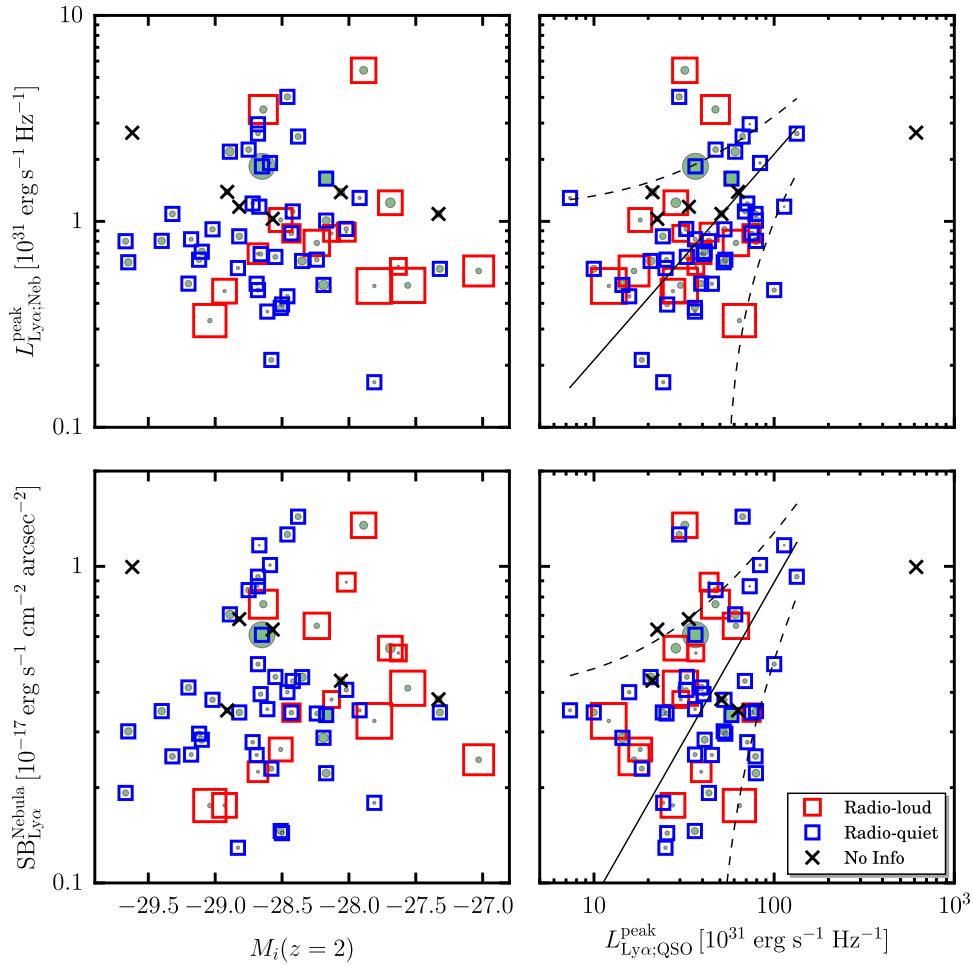 10
1
0.1
L^peak_Lyα;Neb [10^31 erg s^−1 Hz^−1]
1
0.1
SB^Nebula_Lyα [10^−17 erg s^−1 cm^−2 arcsec^−2]
Radio-loud
Radio-quiet
No Info
−29.5 −29.0 −28.5 −28.0 −27.5 −27.0
M_i(z = 2)
10 100 10^3
L^peak_Lyα;QSO [10^31 erg s^−1 Hz^−1]